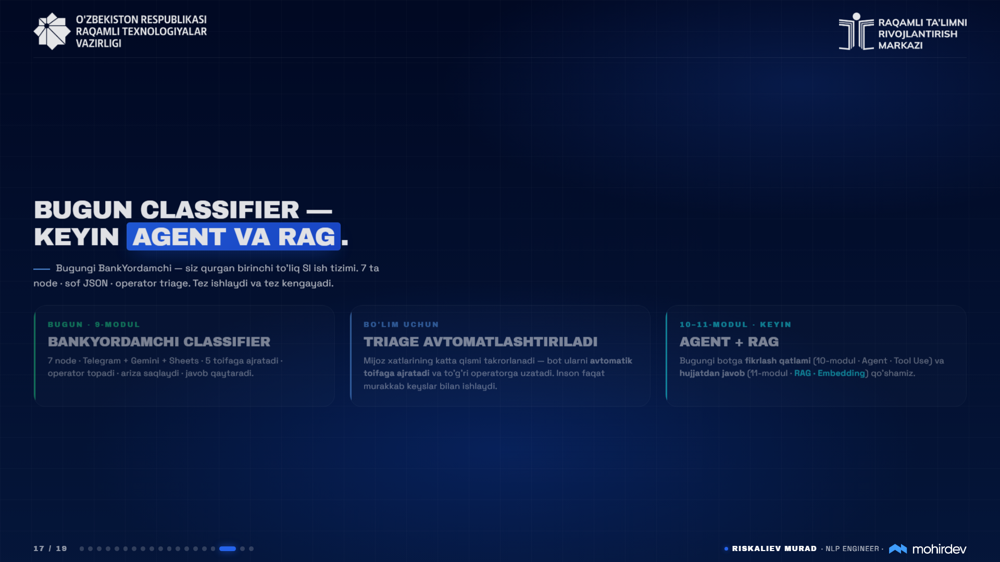 O'ZBEKISTON RESPUBLIKASI
RAQAMLI TEXNOLOGIYALAR
VAZIRLIGI
RAQAMLI TA'LIMNI
RIVOJLANTIRISH
MARKAZI
BUGUN CLASSIFIER —
KEYIN AGENT VA RAG.
Bugungi BankYordamchi — siz qurgan birinchi to'liq SI ish tizimi. 7 ta
node · sof JSON · operator triage. Tez ishlaydi va tez kengayadi.
BUGUN · 9-MODUL
BANKYORDAMCHI CLASSIFIER
7 node · Telegram + Gemini + Sheets · 5 toifaga ajratadi ·
operator topadi · ariza saqlaydi · javob qaytaradi.
BO'LIM UCHUN
TRIAGE AVTOMATLASHTIRILADI
Mijoz xatlarining katta qismi takrorlanadi — bot ularni avtomatik
toifaga ajratadi va to'g'ri operatorga uzatadi. Inson faqat
murakkab keyslar bilan ishlaydi.
10–11-MODUL · KEYIN
AGENT + RAG
Bugungi botga fikrlash qatlami (10-modul · Agent · Tool Use) va
hujjatdan javob (11-modul · RAG · Embedding) qo'shamiz.
17 / 19
RISKALIEV MURAD · NLP ENGINEER · mohirdev